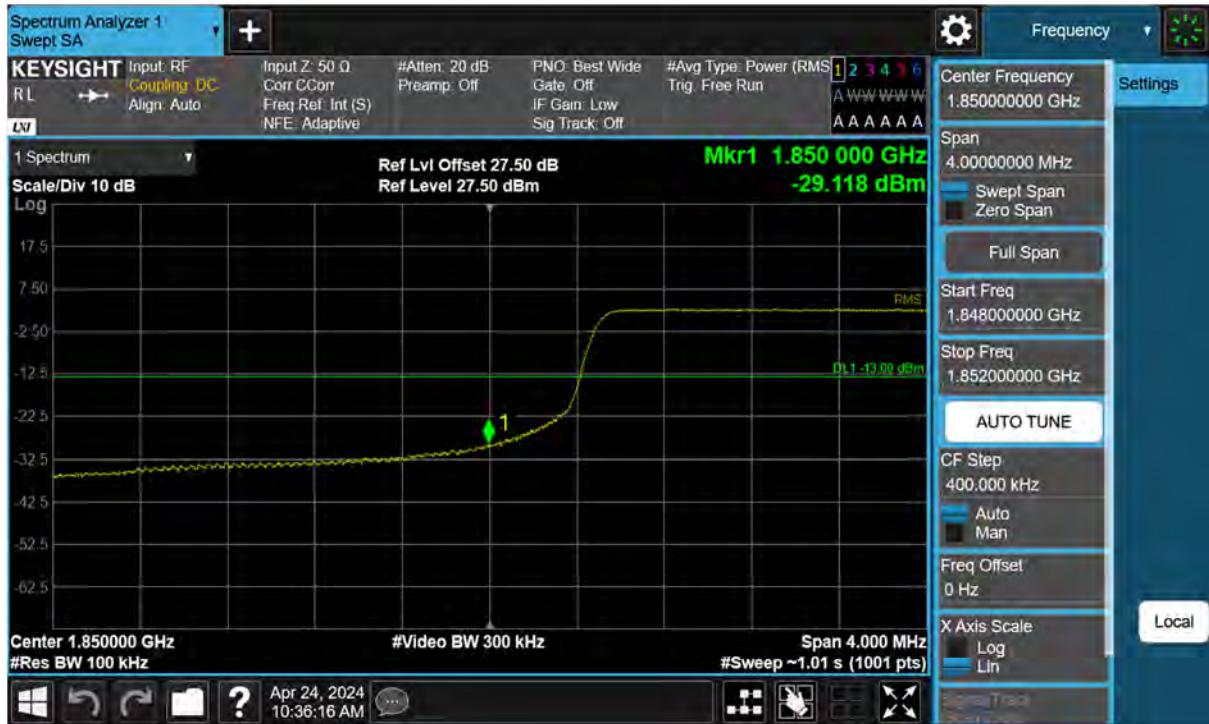 Spectrum Analyzer 1
Swept SA
Frequency
KEYSIGHT
RL
LXI
Input: RF
Coupling: DC
Align: Auto
Input Z: 50 Ω
Corr CCorr
Freq Ref: Int (S)
NFE: Adaptive
#Atten: 20 dB
Preamp: Off
PNO: Best Wide
Gate: Off
IF Gain: Low
Sig Track: Off
#Avg Type: Power (RMS
Trig: Free Run
1 2 3 4 5 6
A W W W W W
A A A A A A
1 Spectrum
Scale/Div 10 dB
Log
Ref Lvl Offset 27.50 dB
Ref Level 27.50 dBm
Mkr1 1.850 000 GHz
-29.118 dBm
17.5
7.50
-2.50
-12.5
-22.5
-32.5
-42.5
-52.5
-62.5
RMS
DL1 -13.00 dBm
1
Center 1.850000 GHz
#Res BW 100 kHz
#Video BW 300 kHz
Span 4.000 MHz
#Sweep ~1.01 s (1001 pts)
Center Frequency
1.850000000 GHz
Span
4.00000000 MHz
Swept Span
Zero Span
Full Span
Start Freq
1.848000000 GHz
Stop Freq
1.852000000 GHz
AUTO TUNE
CF Step
400.000 kHz
Auto
Man
Freq Offset
0 Hz
X Axis Scale
Log
Lin
Settings
Local
Apr 24, 2024
10:36:16 AM